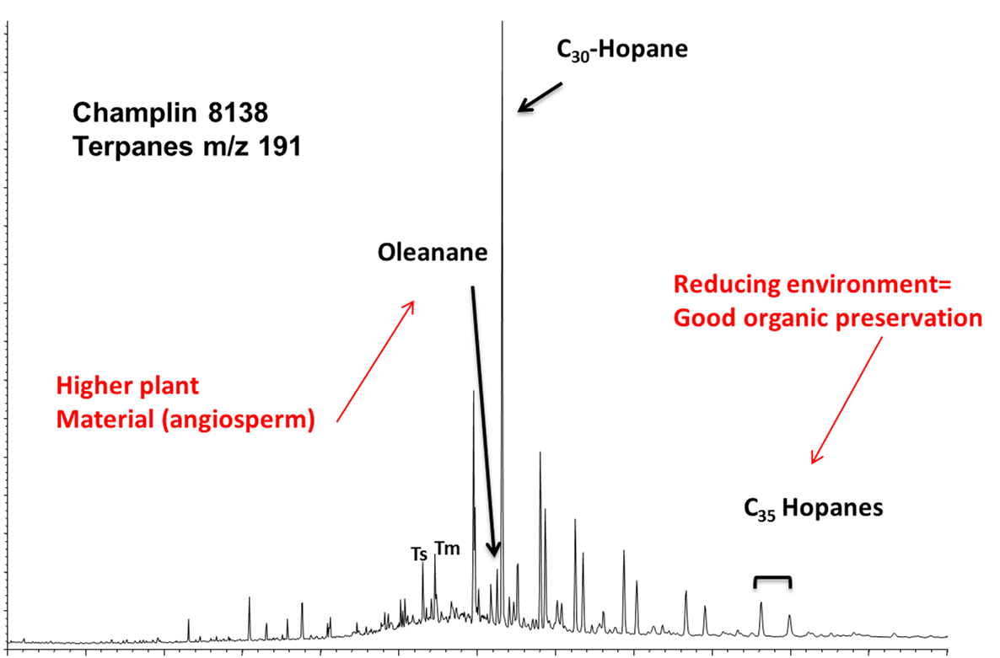 C₃₀-Hopane
Champlin 8138
Terpanes m/z 191
Oleanane
Reducing environment=
Good organic preservation
Higher plant
Material (angiosperm)
C₃₅ Hopanes
Ts Tm